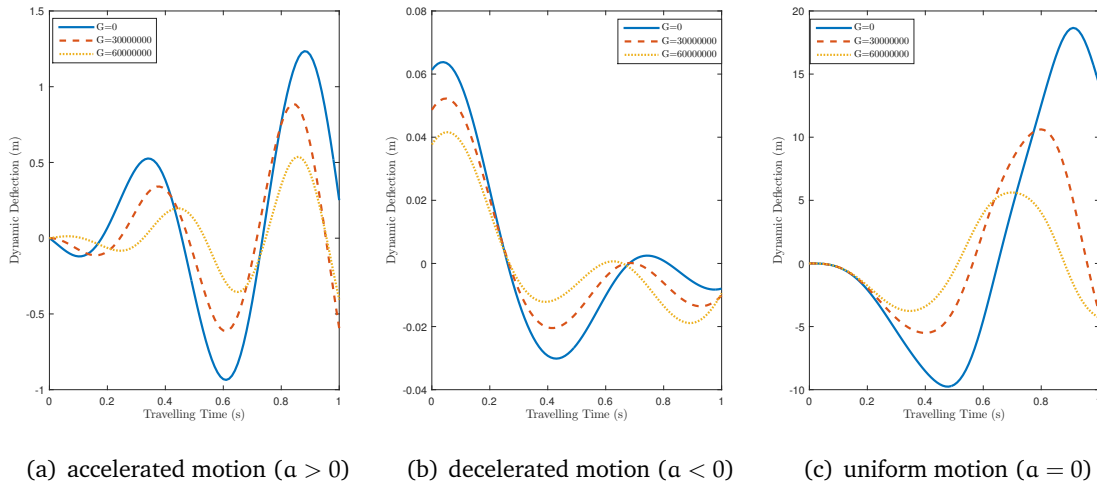 1.5
1
0.5
0
-0.5
-1
Dynamic Deflection (m)
G=0
G=30000000
G=60000000
0 0.2 0.4 0.6 0.8 1
Travelling Time (s)
(a) accelerated motion (a > 0)
0.08
0.06
0.04
0.02
0
-0.02
-0.04
Dynamic Deflection (m)
G=0
G=30000000
G=60000000
0 0.2 0.4 0.6 0.8 1
Travelling Time (s)
(b) decelerated motion (a < 0)
20
15
10
5
0
-5
-10
Dynamic Deflection (m)
G=0
G=30000000
G=60000000
0 0.2 0.4 0.6 0.8 1
Travelling Time (s)
(c) uniform motion (a = 0)